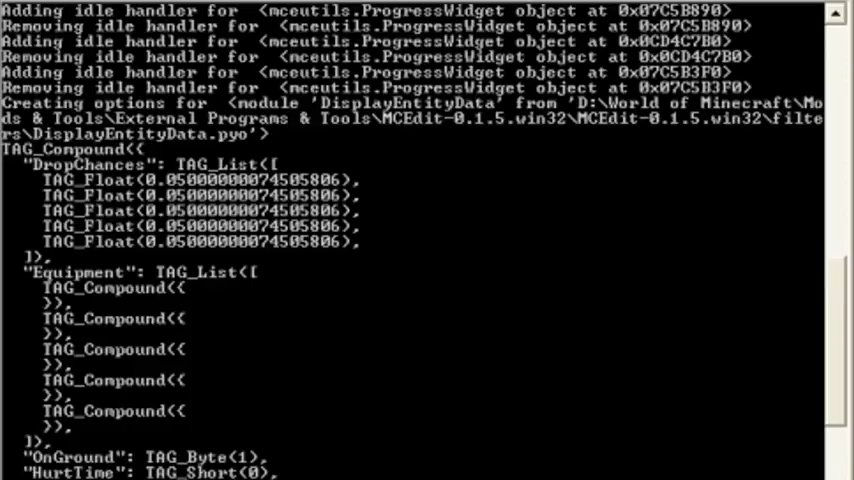 Adding idle handler for  <mceutils.ProgressWidget object at 0x07C5B890>
Removing idle handler for  <mceutils.ProgressWidget object at 0x07C5B890>
Adding idle handler for  <mceutils.ProgressWidget object at 0x0CD4C7B0>
Removing idle handler for  <mceutils.ProgressWidget object at 0x0CD4C7B0>
Adding idle handler for  <mceutils.ProgressWidget object at 0x07C5B3F0>
Removing idle handler for  <mceutils.ProgressWidget object at 0x07C5B3F0>
Creating options for  <module 'DisplayEntityData' from 'D:\World of Minecraft\Mo
ds & Tools\External Programs & Tools\MCEdit-0.1.5.win32\MCEdit-0.1.5.win32\filte
rs\DisplayEntityData.pyo'>
TAG_Compound({
  "DropChances": TAG_List([
    TAG_Float(0.05000000074505806),
    TAG_Float(0.05000000074505806),
    TAG_Float(0.05000000074505806),
    TAG_Float(0.05000000074505806),
    TAG_Float(0.05000000074505806),
  ]),
  "Equipment": TAG_List([
    TAG_Compound({
    }),
    TAG_Compound({
    }),
    TAG_Compound({
    }),
    TAG_Compound({
    }),
    TAG_Compound({
    }),
  ]),
  "OnGround": TAG_Byte(1),
  "HurtTime": TAG_Short(0),